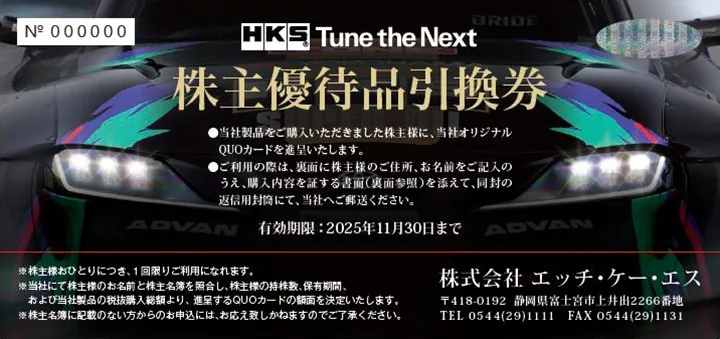 № 000000
HKS Tune the Next
BRIDE
株主優待品引換券
●当社製品をご購入いただきました株主様に、当社オリジナル
QUOカードを進呈いたします。
●ご利用の際は、裏面に株主様のご住所、お名前をご記入の
うえ、購入内容を証する書面(裏面参照)を添えて、同封の
返信用封筒にて、当社へご郵送ください。
ADVAN
ADVAN
有効期限:2025年11月30日まで
※株主様おひとりにつき、1回限りご利用になれます。
※当社にて株主様のお名前と株主名簿を照合し、株主様の持株数、保有期間、
および当社製品の税抜購入総額より、進呈するQUOカードの額面を決定いたします。
※株主名簿に記載のない方からのお申込には、お応え致しかねますのでご了承ください。
株式会社 エッチ・ケー・エス
〒418-0192 静岡県富士宮市上井出2266番地
TEL 0544(29)1111 FAX 0544(29)1131